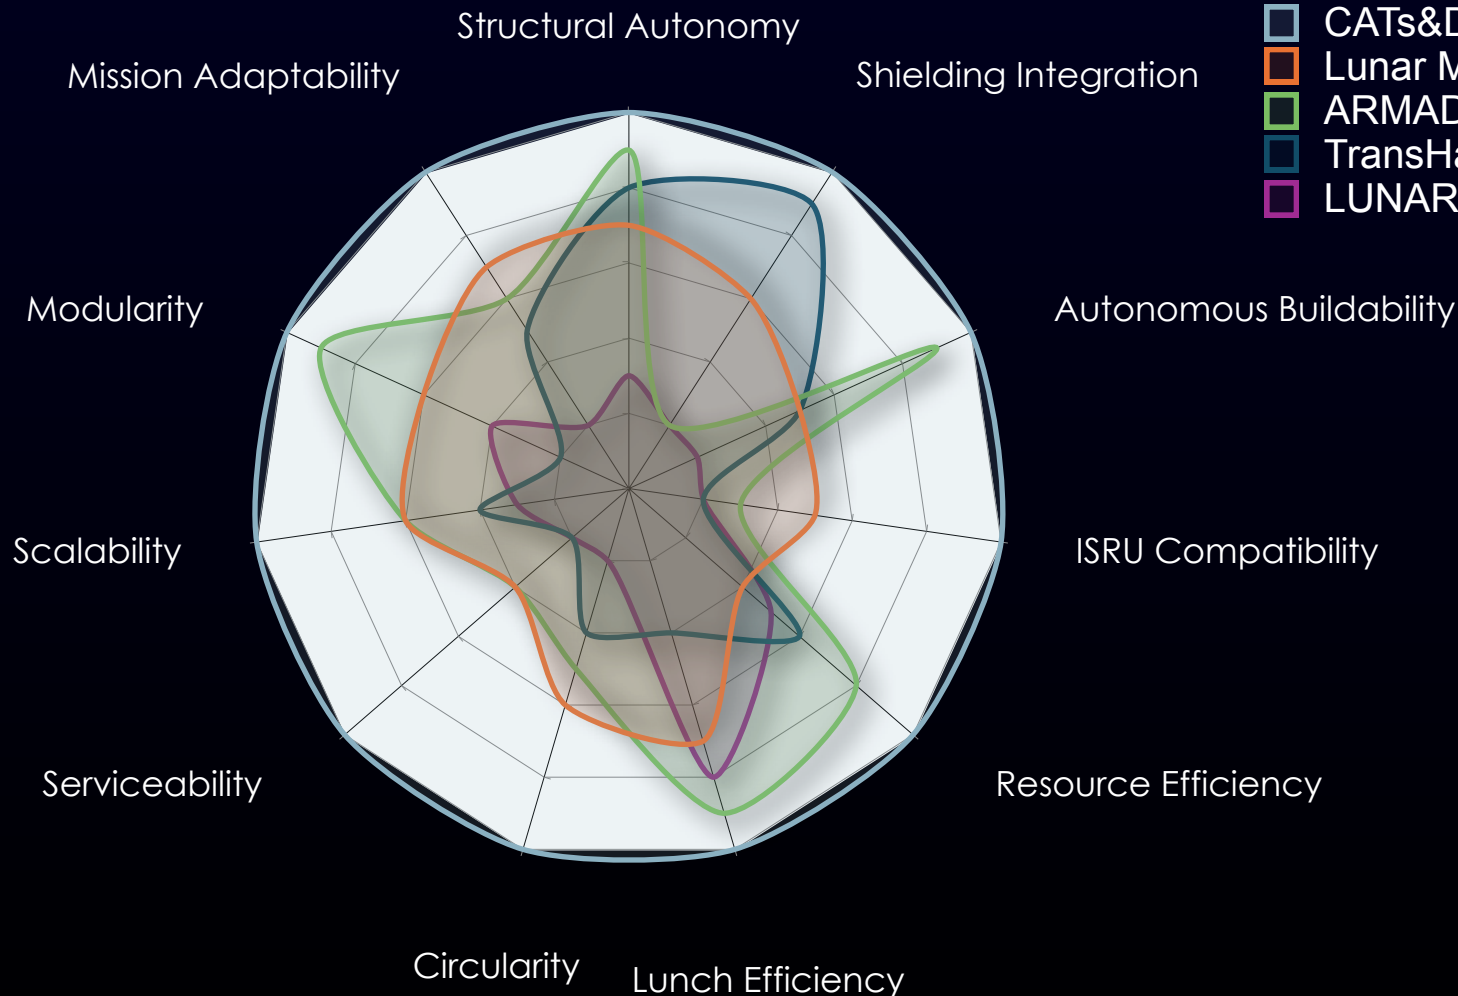 Structural Autonomy
Mission Adaptability
Shielding Integration
CATs&D
Lunar M
ARMAD
TransHa
LUNAR
Modularity
Autonomous Buildability
Scalability
ISRU Compatibility
Serviceability
Resource Efficiency
Circularity
Lunch Efficiency